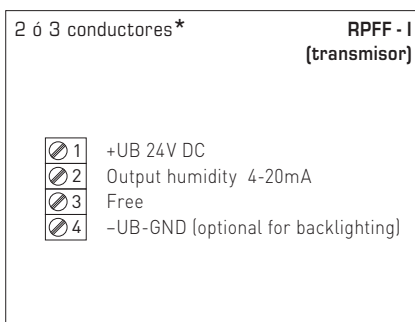 2 ó 3 conductores* RPFF - I
(transmisor)
1 +UB 24V DC
2 Output humidity 4-20mA
3 Free
4 –UB-GND (optional for backlighting)